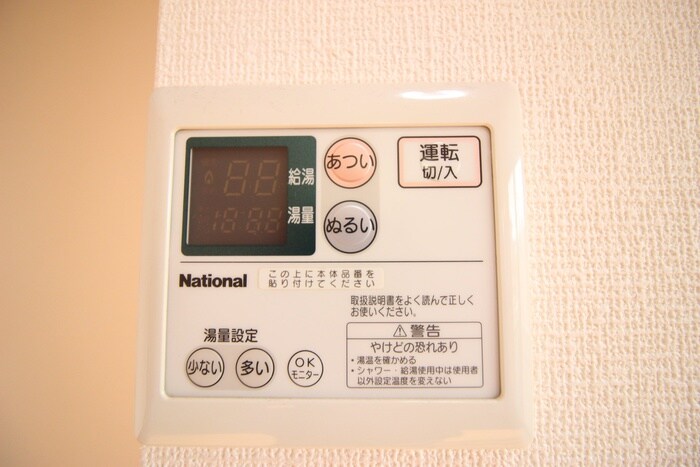 88 給湯
18:88 湯量
あつい
ぬるい
運転
切/入
National
この上に本体品番を
貼り付けてください
取扱説明書をよく読んで正しく
お使いください。
湯量設定
少ない 多い OK
モニター
⚠警告
やけどの恐れあり
・湯温を確かめる
・シャワー・給湯使用中は使用者
以外設定温度を変えない